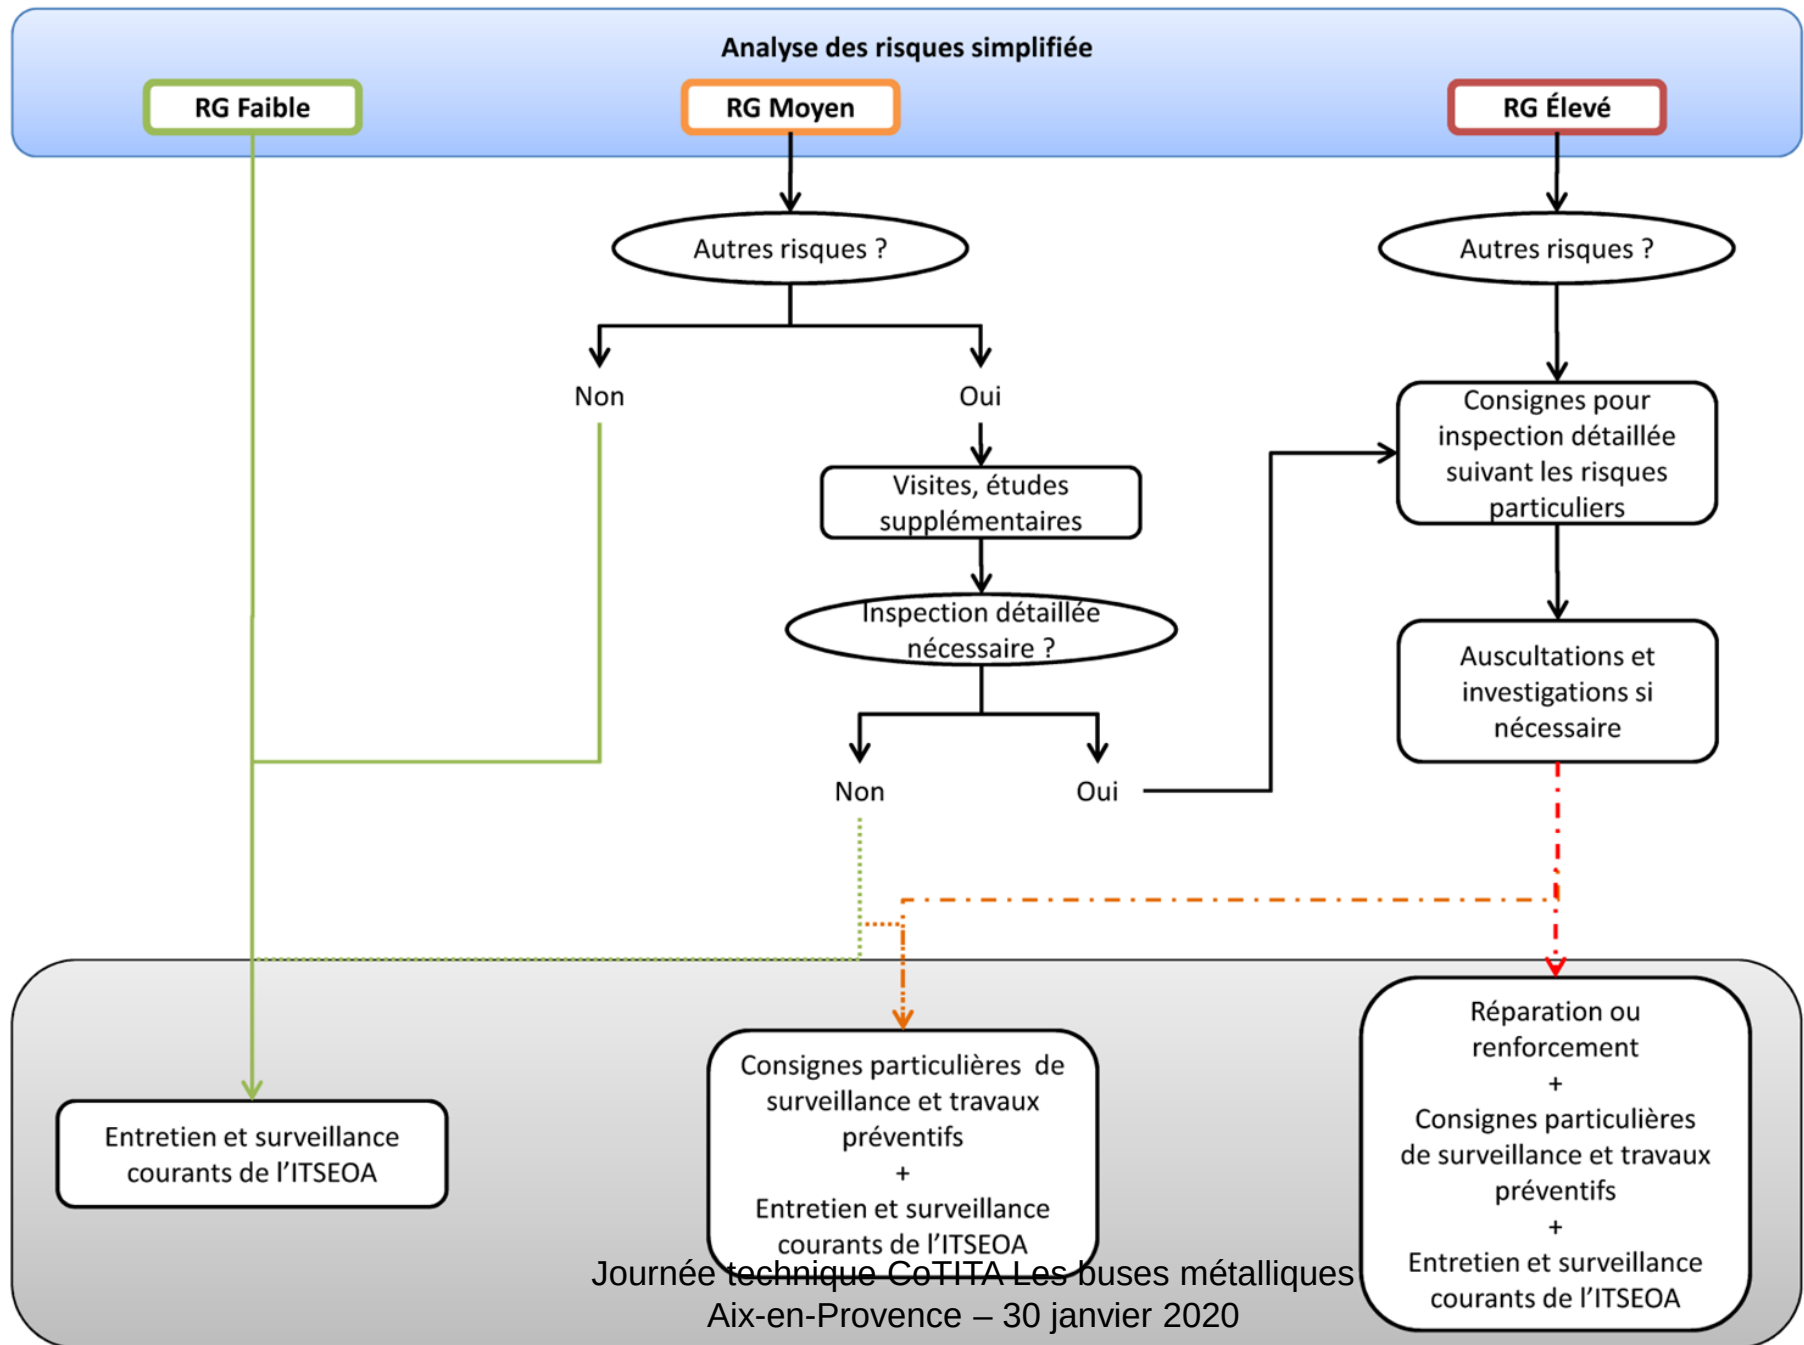 Analyse des risques simplifiée
RG Faible
RG Moyen
RG Élevé
Autres risques ?
Autres risques ?
Non
Oui
Consignes pour
inspection détaillée
suivant les risques
particuliers
Visites, études
supplémentaires
Inspection détaillée
nécessaire ?
Auscultations et
investigations si
nécessaire
Non
Oui
Entretien et surveillance
courants de l'ITSEOA
Consignes particulières de
surveillance et travaux
préventifs
+
Entretien et surveillance
courants de l'ITSEOA
Réparation ou
renforcement
+
Consignes particulières
de surveillance et travaux
préventifs
+
Entretien et surveillance
courants de l'ITSEOA
Journée technique CoTITA Les buses métalliques
Aix-en-Provence – 30 janvier 2020